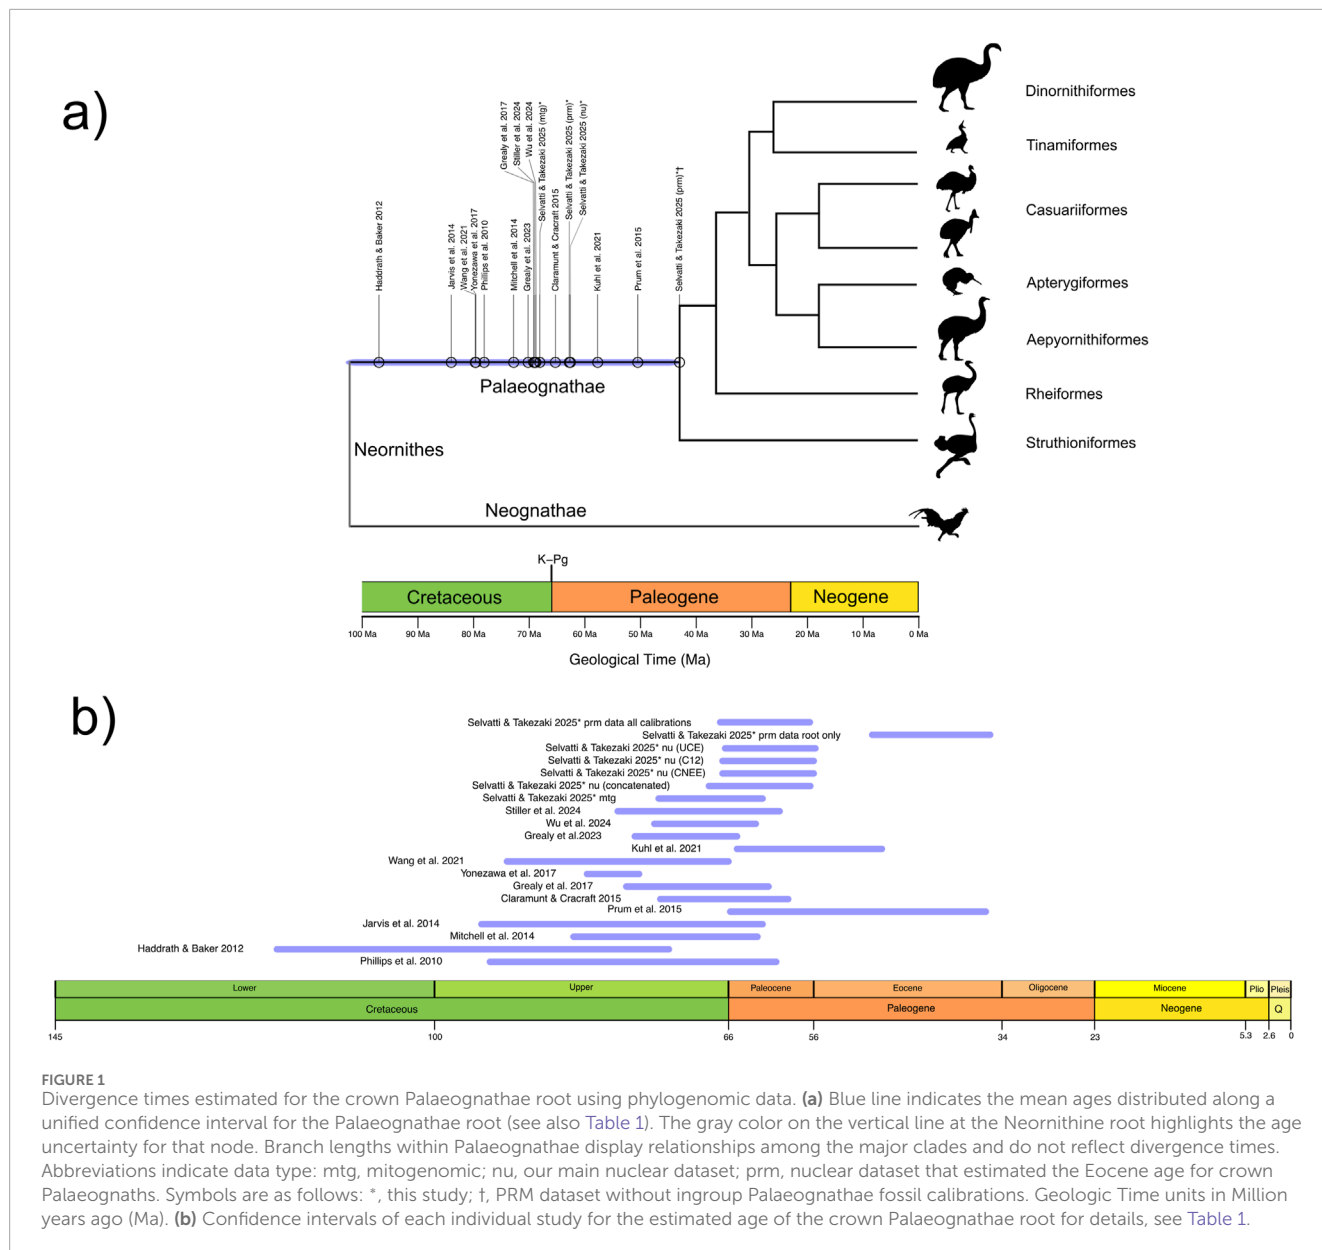 a)
Haddrath & Baker 2012
Jarvis et al. 2014
Wang et al. 2021
Yonezawa et al. 2017
Phillips et al. 2010
Mitchell et al. 2014
Grealy et al. 2023
Grealy et al. 2017
Stiller et al. 2024
Wu et al. 2024
Selvatti & Takezaki 2025 (mtg)*
Claramunt & Cracraft 2015
Selvatti & Takezaki 2025 (prm)*
Selvatti & Takezaki 2025 (nu)*
Kuhl et al. 2021
Prum et al. 2015
Selvatti & Takezaki 2025 (prm)*†
Dinornithiformes
Tinamiformes
Casuariiformes
Apterygiformes
Aepyornithiformes
Rheiformes
Struthioniformes
Palaeognathae
Neornithes
Neognathae
K–Pg
Cretaceous Paleogene Neogene
100 Ma 90 Ma 80 Ma 70 Ma 60 Ma 50 Ma 40 Ma 30 Ma 20 Ma 10 Ma 0 Ma
Geological Time (Ma)
b)
Selvatti & Takezaki 2025* prm data all calibrations
Selvatti & Takezaki 2025* prm data root only
Selvatti & Takezaki 2025* nu (UCE)
Selvatti & Takezaki 2025* nu (C12)
Selvatti & Takezaki 2025* nu (CNEE)
Selvatti & Takezaki 2025* nu (concatenated)
Selvatti & Takezaki 2025* mtg
Stiller et al. 2024
Wu et al. 2024
Grealy et al.2023
Kuhl et al. 2021
Wang et al. 2021
Yonezawa et al. 2017
Grealy et al. 2017
Claramunt & Cracraft 2015
Prum et al. 2015
Jarvis et al. 2014
Mitchell et al. 2014
Haddrath & Baker 2012
Phillips et al. 2010
Lower Upper Paleocene Eocene Oligocene Miocene Plio Pleis
Cretaceous Paleogene Neogene Q
145 100 66 56 34 23 5.3 2.6 0
FIGURE 1
Divergence times estimated for the crown Palaeognathae root using phylogenomic data. (a) Blue line indicates the mean ages distributed along a
unified confidence interval for the Palaeognathae root (see also Table 1). The gray color on the vertical line at the Neornithine root highlights the age
uncertainty for that node. Branch lengths within Palaeognathae display relationships among the major clades and do not reflect divergence times.
Abbreviations indicate data type: mtg, mitogenomic; nu, our main nuclear dataset; prm, nuclear dataset that estimated the Eocene age for crown
Palaeognaths. Symbols are as follows: *, this study; †, PRM dataset without ingroup Palaeognathae fossil calibrations. Geologic Time units in Million
years ago (Ma). (b) Confidence intervals of each individual study for the estimated age of the crown Palaeognathae root for details, see Table 1.